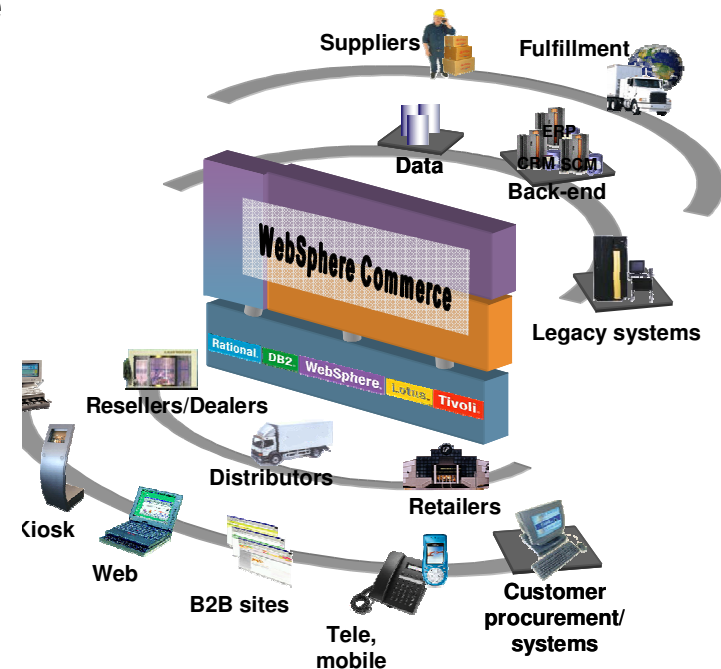 Suppliers
Fulfillment
Data
ERP
CRM SCM
Back-end
WebSphere Commerce
Legacy systems
Rational. DB2. WebSphere. Lotus. Tivoli.
Resellers/Dealers
Distributors
Retailers
Kiosk
Web
B2B sites
Tele,
mobile
Customer
procurement/
systems